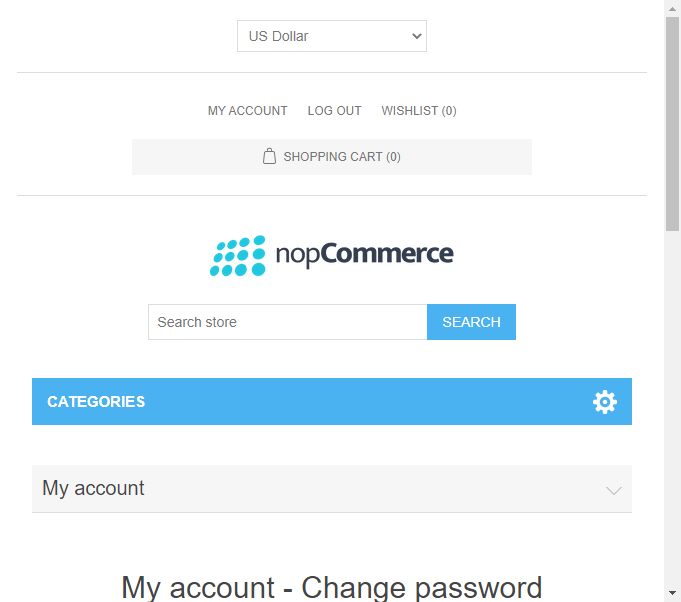 US Dollar
MY ACCOUNT LOG OUT WISHLIST (0)
SHOPPING CART (0)
nopCommerce
Search store SEARCH
CATEGORIES
My account
My account - Change password